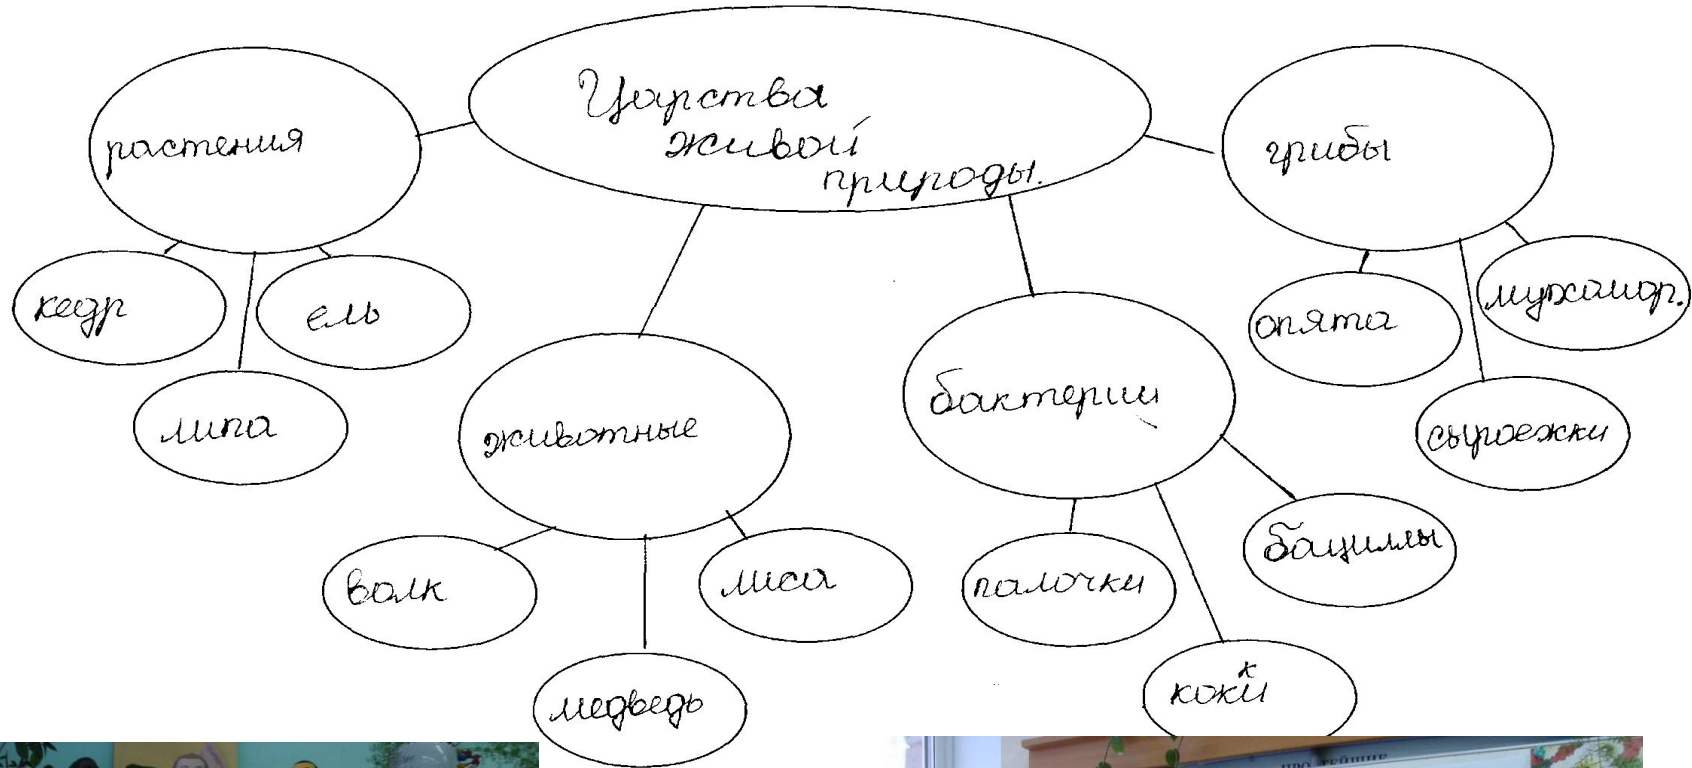 Царства
живой
природы.
растения
грибы
кедр
ель
липа
животные
бактерии
опята
мухомор.
сыроежки
волк
лиса
медведь
палочки
бациллы
кокки